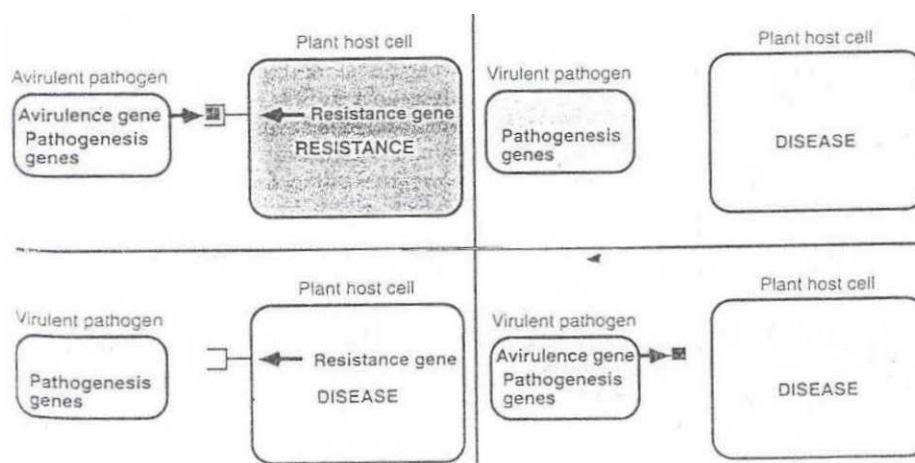 Plant host cell
Avirulent pathogen
Avirulence gene
Pathogenesis
genes
Resistance gene
RESISTANCE
Plant host cell
Virulent pathogen
Pathogenesis
genes
DISEASE
Plant host cell
Virulent pathogen
Pathogenesis
genes
Resistance gene
DISEASE
Plant host cell
Virulent pathogen
Avirulence gene
Pathogenesis
genes
DISEASE